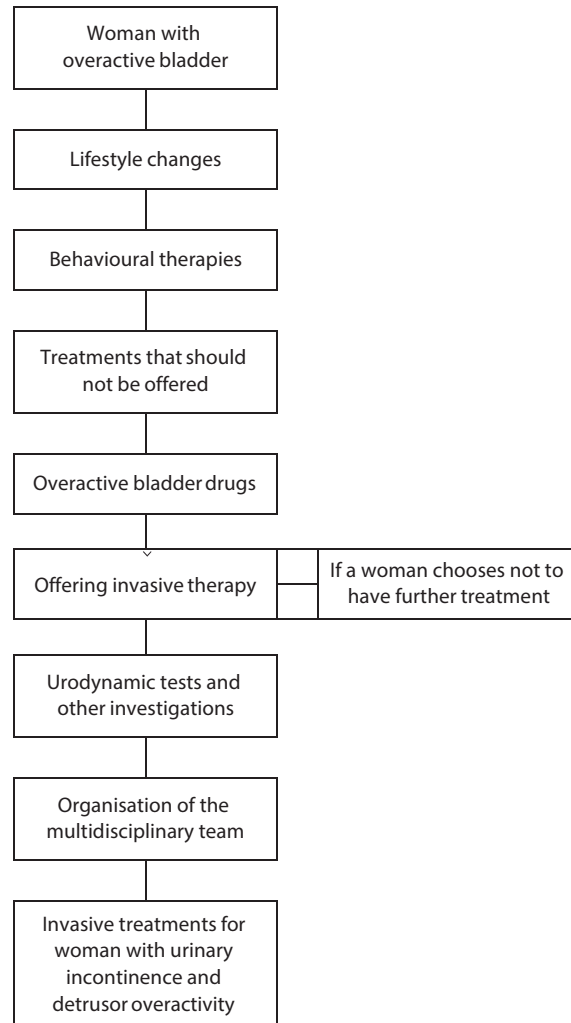 Woman with
overactive bladder
Lifestyle changes
Behavioural therapies
Treatments that should
not be offered
Overactive bladder drugs
Offering invasive therapy
If a woman chooses not to
have further treatment
Urodynamic tests and
other investigations
Organisation of the
multidisciplinary team
Invasive treatments for
woman with urinary
incontinence and
detrusor overactivity